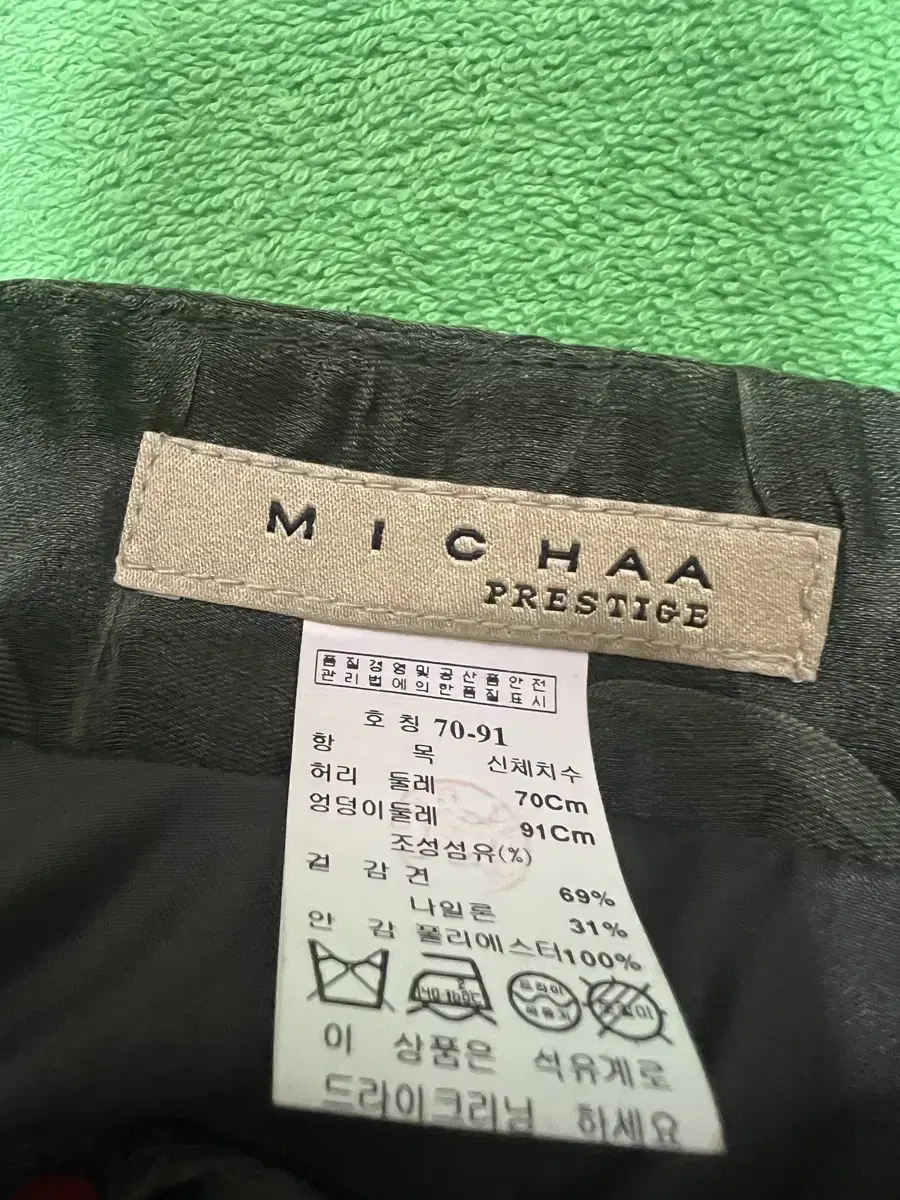 MICHAA
PRESTIGE
품질경영및공산품안전
관리법에의한품질표시
호칭 70-91
항 목 신체치수
허리 둘레 70Cm
엉덩이둘레 91Cm
조성섬유(%)
겉 감 견 69%
나일론 31%
안 감 폴리에스터100%
드라이
이 상품은 석유계로
드라이크리닝 하세요